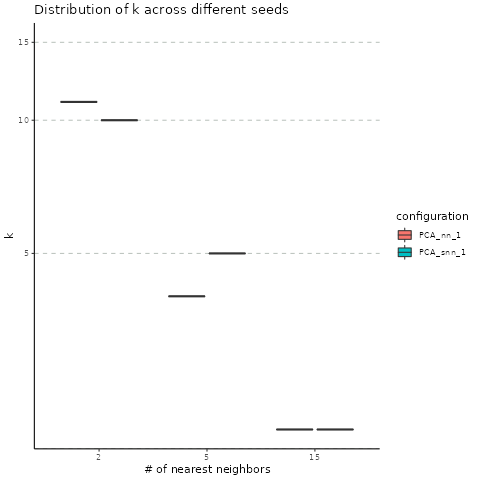 Distribution of k across different seeds
15
10
5
k
2
5
15
# of nearest neighbors
configuration
PCA_nn_1
PCA_snn_1